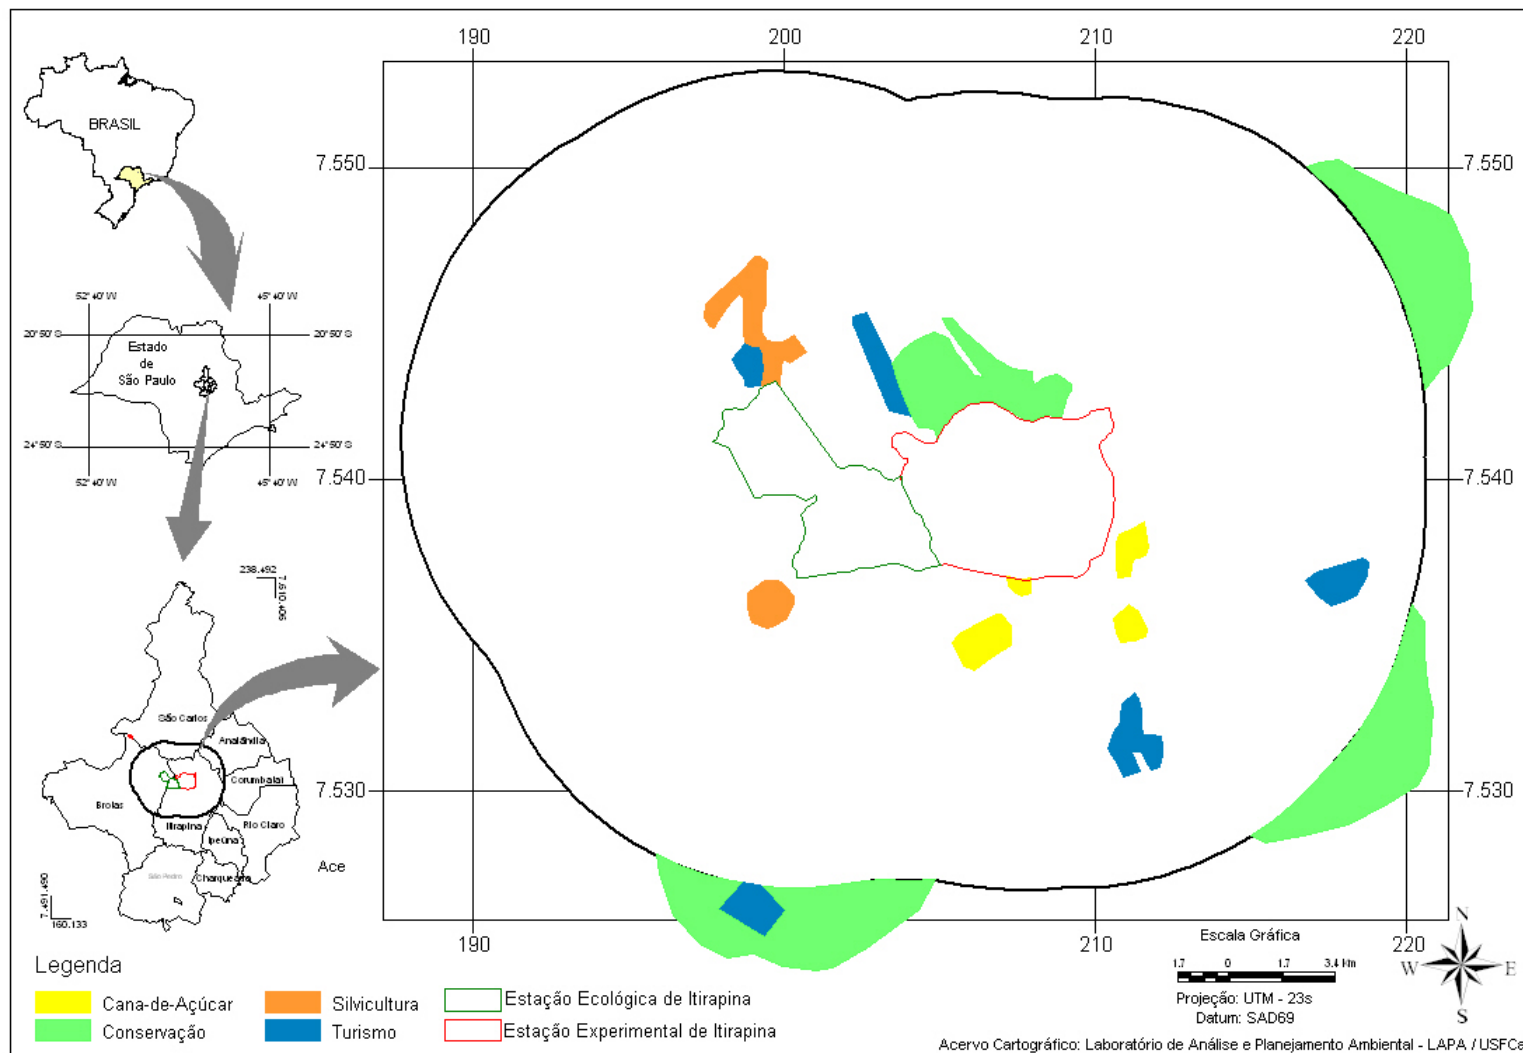 190
200
210
220
BRASIL
7.550
7.550
52° 40' W
45° 40' W
20° 50' S
20° 50' S
Estado
de
São Paulo
24° 50' S
24° 50' S
52° 40' W
45° 40' W
7.540
7.540
238.492
7.610.406
São Carlos
Analândia
Corumbataí
Brotas
Itirapina
Rio Claro
Ipeúna
São Pedro
Charqueada
Ace
7.491.490
160.133
7.530
7.530
190
210
220
Escala Gráfica
1.7 0 1.7 3.4 km
Projeção: UTM - 23s
Datum: SAD69
N
W E
S
Legenda
Cana-de-Açúcar
Silvicultura
Estação Ecológica de Itirapina
Conservação
Turismo
Estação Experimental de Itirapina
Acervo Cartográfico: Laboratório de Análise e Planejamento Ambiental - LAPA / USFCa